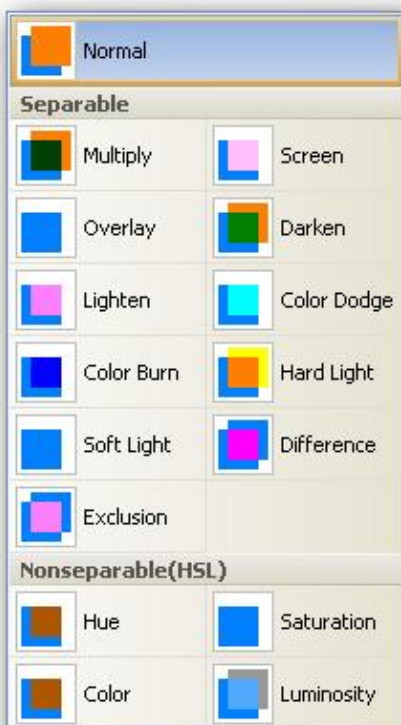 Normal
Separable
Multiply
Screen
Overlay
Darken
Lighten
Color Dodge
Color Burn
Hard Light
Soft Light
Difference
Exclusion
Nonseparable(HSL)
Hue
Saturation
Color
Luminosity